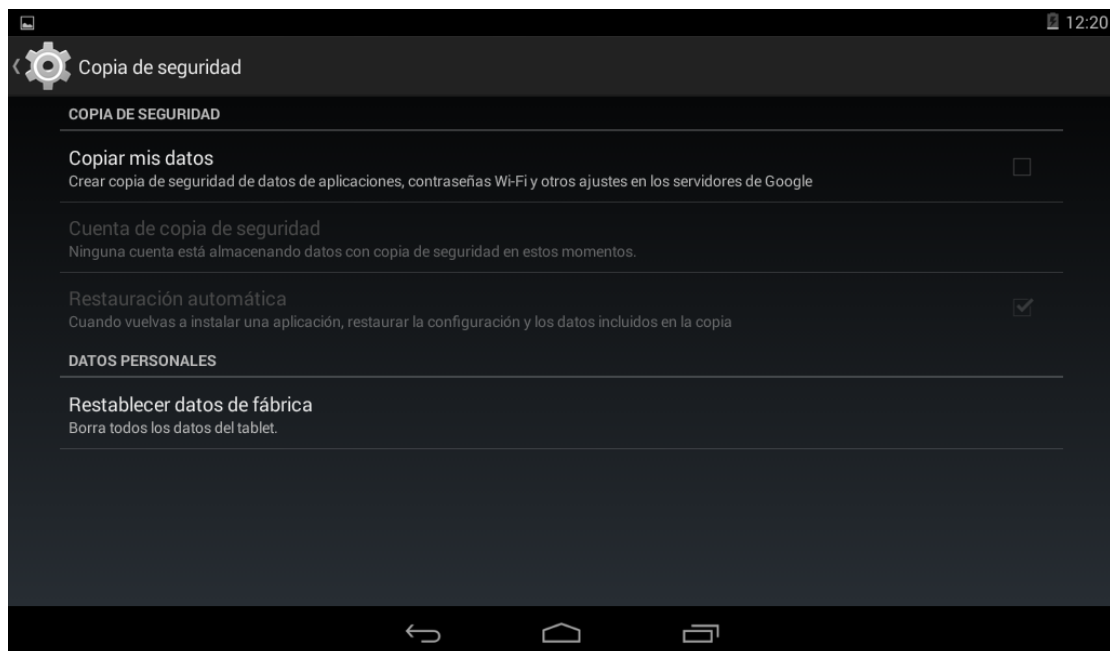 12:20
Copia de seguridad
COPIA DE SEGURIDAD
Copiar mis datos
Crear copia de seguridad de datos de aplicaciones, contraseñas Wi-Fi y otros ajustes en los servidores de Google
Cuenta de copia de seguridad
Ninguna cuenta está almacenando datos con copia de seguridad en estos momentos.
Restauración automática
Cuando vuelvas a instalar una aplicación, restaurar la configuración y los datos incluidos en la copia
DATOS PERSONALES
Restablecer datos de fábrica
Borra todos los datos del tablet.